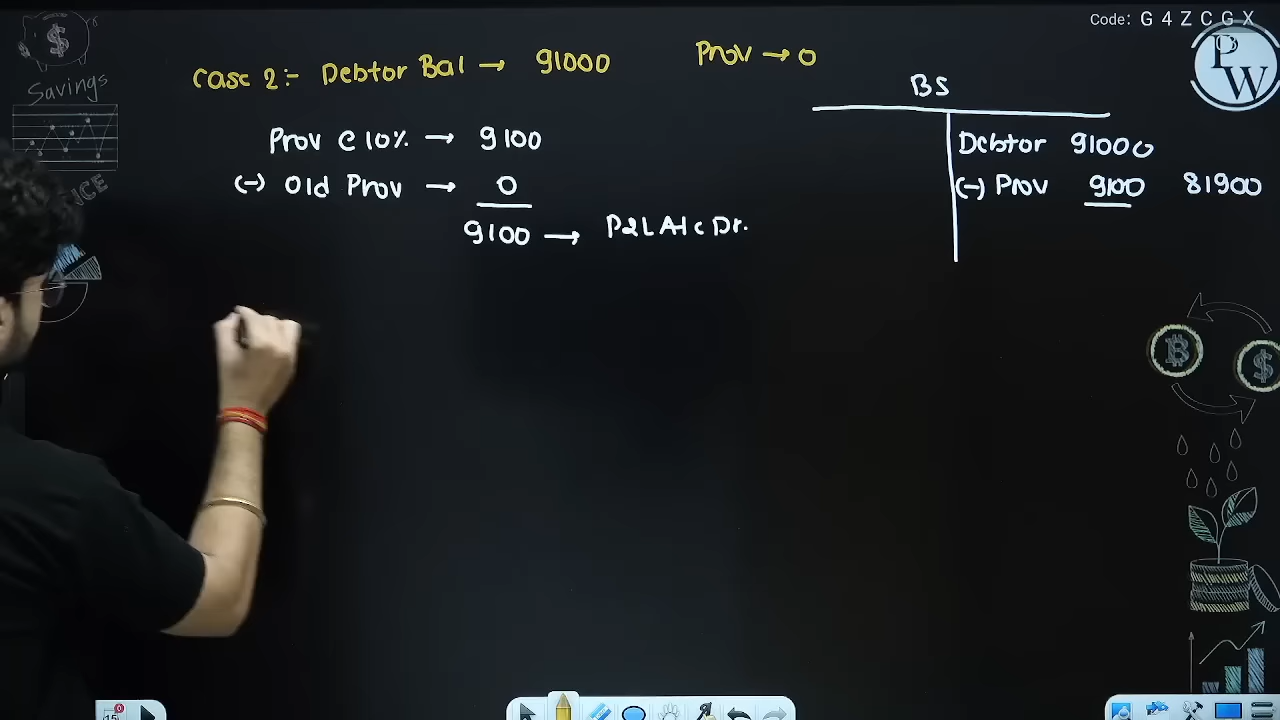 Code: G 4 Z C G X
Savings
Case 2:- Debtor Bal → 91000 Prov → 0
Prov @ 10% → 9100
(-) Old Prov → 0
9100 → P&L A/c Dr.
BS
Debtor 91000
(-) Prov 9100 81900
PW